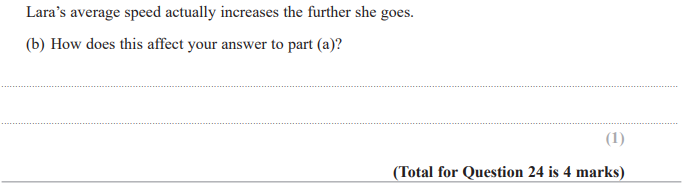 Lara’s average speed actually increases the further she goes.
(b) How does this affect your answer to part (a)?
(1)
(Total for Question 24 is 4 marks)